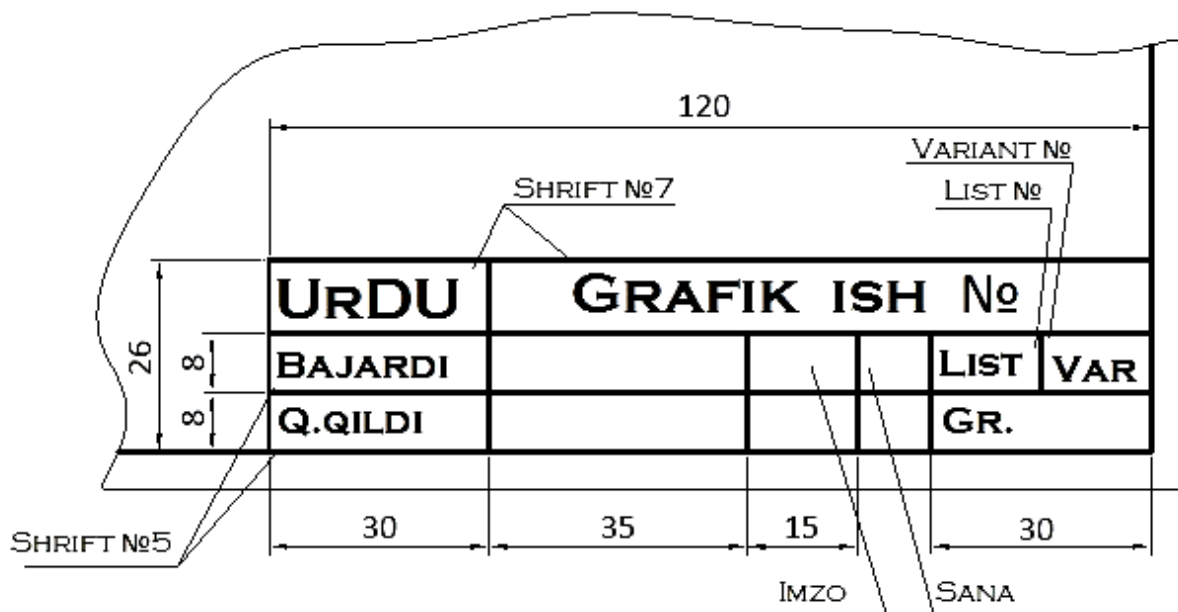 120
VARIANT №
SHRIFT №7
LIST №
URDU GRAFIK ISH №
26
8
BAJARDI LIST VAR
8
Q.QILDI GR.
30 35 15 30
SHRIFT №5
IMZO SANA